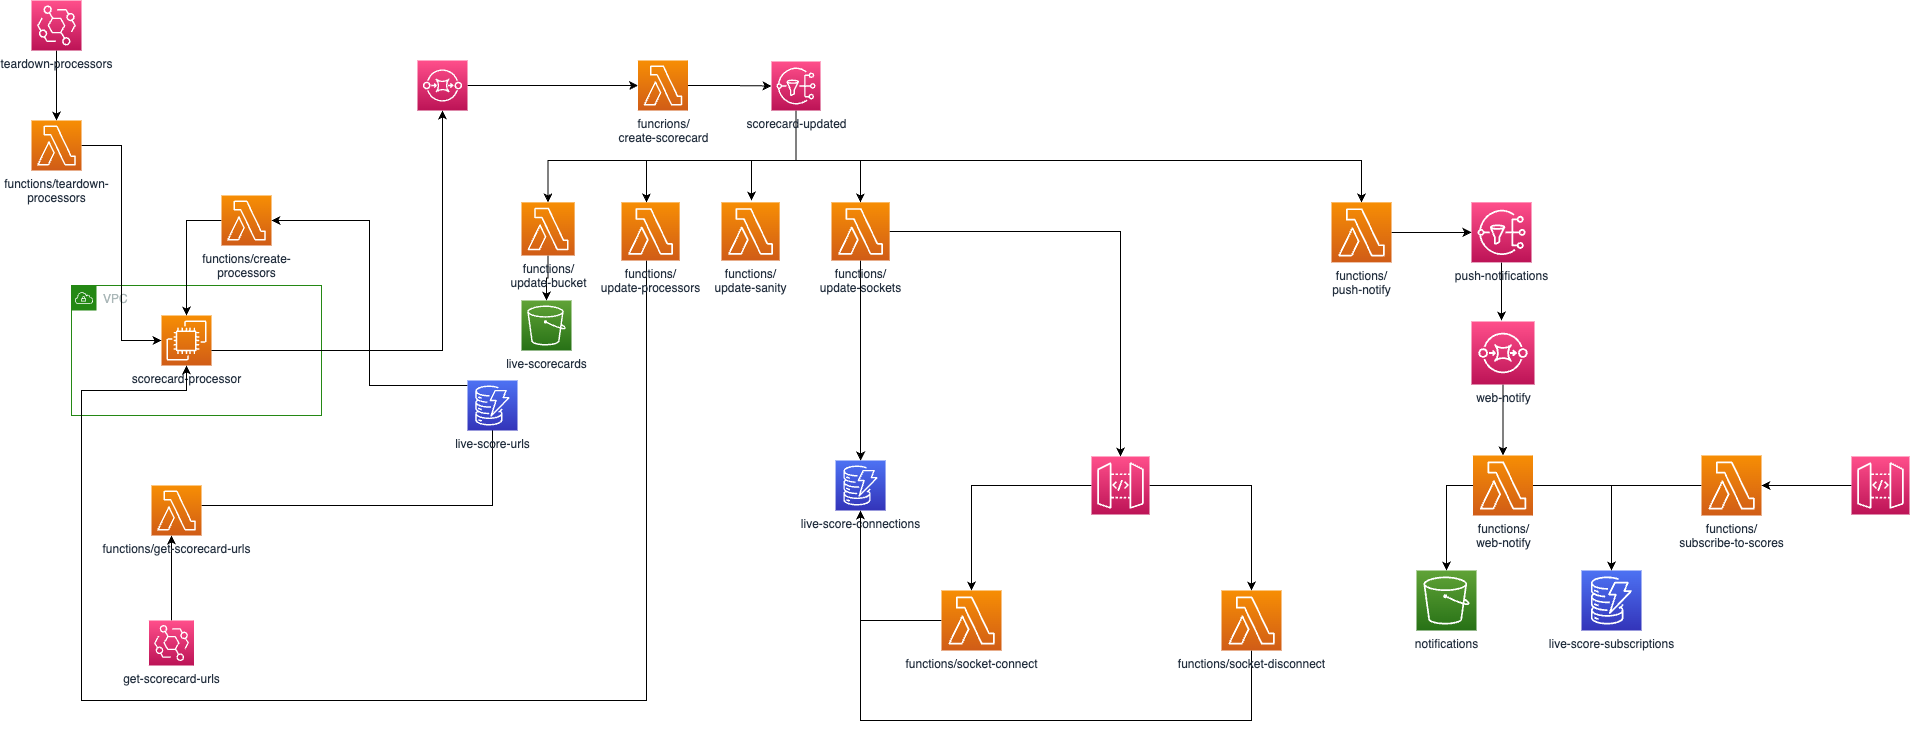 teardown-processors
funcrions/
create-scorecard
scorecard-updated
functions/teardown-
processors
functions/create-
processors
functions/
update-bucket
functions/
update-processors
functions/
update-sanity
functions/
update-sockets
functions/
push-notify
push-notifications
VPC
scorecard-processor
live-scorecards
web-notify
live-score-urls
live-score-connections
functions/
web-notify
functions/
subscribe-to-scores
functions/get-scorecard-urls
notifications
live-score-subscriptions
functions/socket-connect
functions/socket-disconnect
get-scorecard-urls